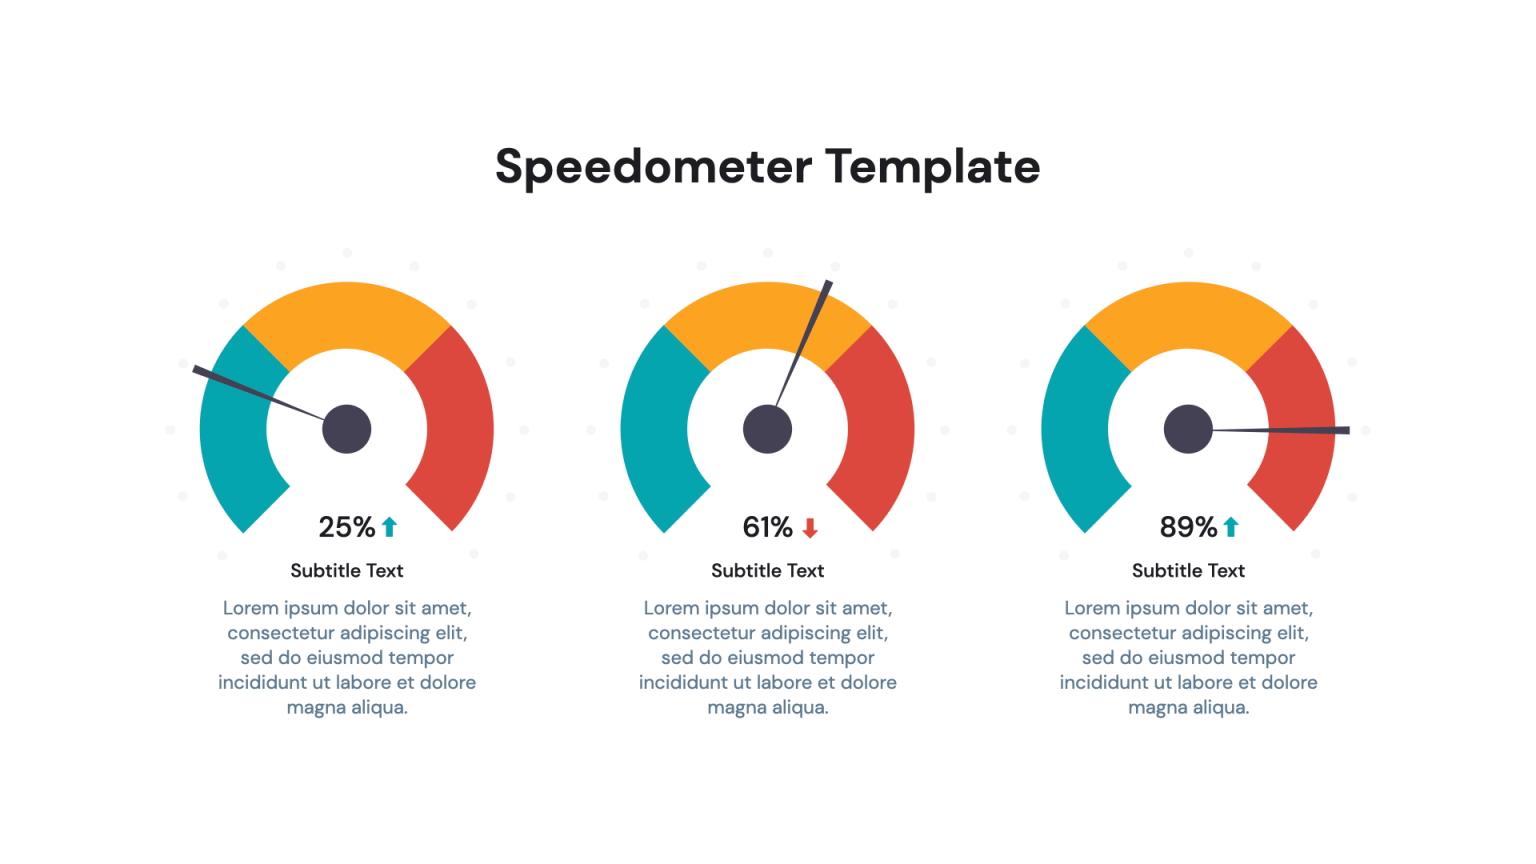 Speedometer Template
25%
Subtitle Text
Lorem ipsum dolor sit amet,
consectetur adipiscing elit,
sed do eiusmod tempor
incididunt ut labore et dolore
magna aliqua.
61%
Subtitle Text
Lorem ipsum dolor sit amet,
consectetur adipiscing elit,
sed do eiusmod tempor
incididunt ut labore et dolore
magna aliqua.
89%
Subtitle Text
Lorem ipsum dolor sit amet,
consectetur adipiscing elit,
sed do eiusmod tempor
incididunt ut labore et dolore
magna aliqua.